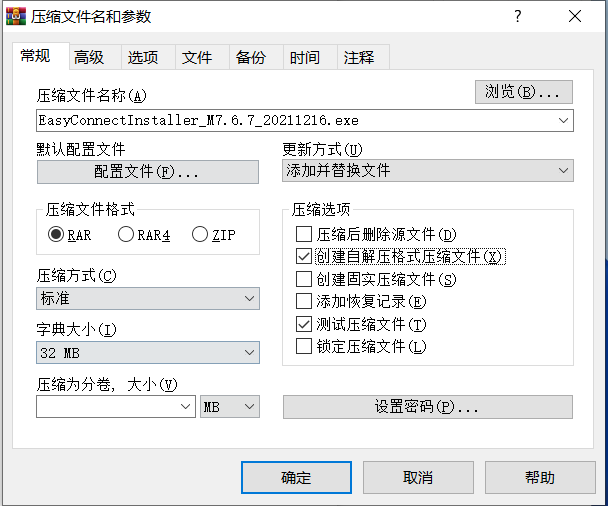 压缩文件名和参数
常规 高级 选项 文件 备份 时间 注释
压缩文件名称(A)
浏览(B)...
EasyConnectInstaller_M7.6.7_20211216.exe
默认配置文件
更新方式(U)
配置文件(F)...
添加并替换文件
压缩文件格式
RAR RAR4 ZIP
压缩选项
压缩后删除源文件(D)
创建自解压格式压缩文件(X)
创建固实压缩文件(S)
添加恢复记录(E)
测试压缩文件(T)
锁定压缩文件(L)
压缩方式(C)
标准
字典大小(I)
32 MB
压缩为分卷, 大小(V)
MB
设置密码(P)...
确定 取消 帮助